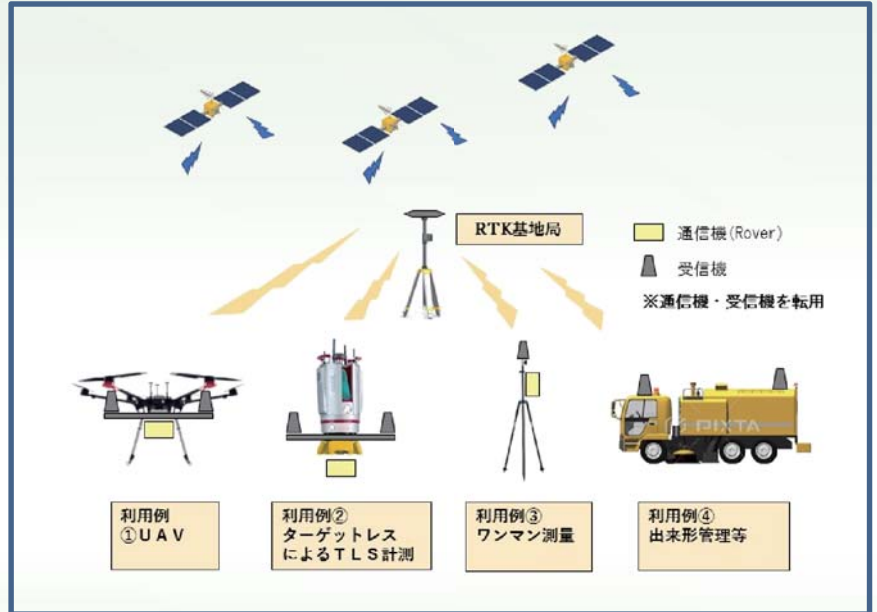 RTK基地局
通信機(Rover)
受信機
※通信機・受信機を転用
PIXTA
利用例
①UAV
利用例②
ターゲットレス
によるTLS計測
利用例③
ワンマン測量
利用例④
出来形管理等